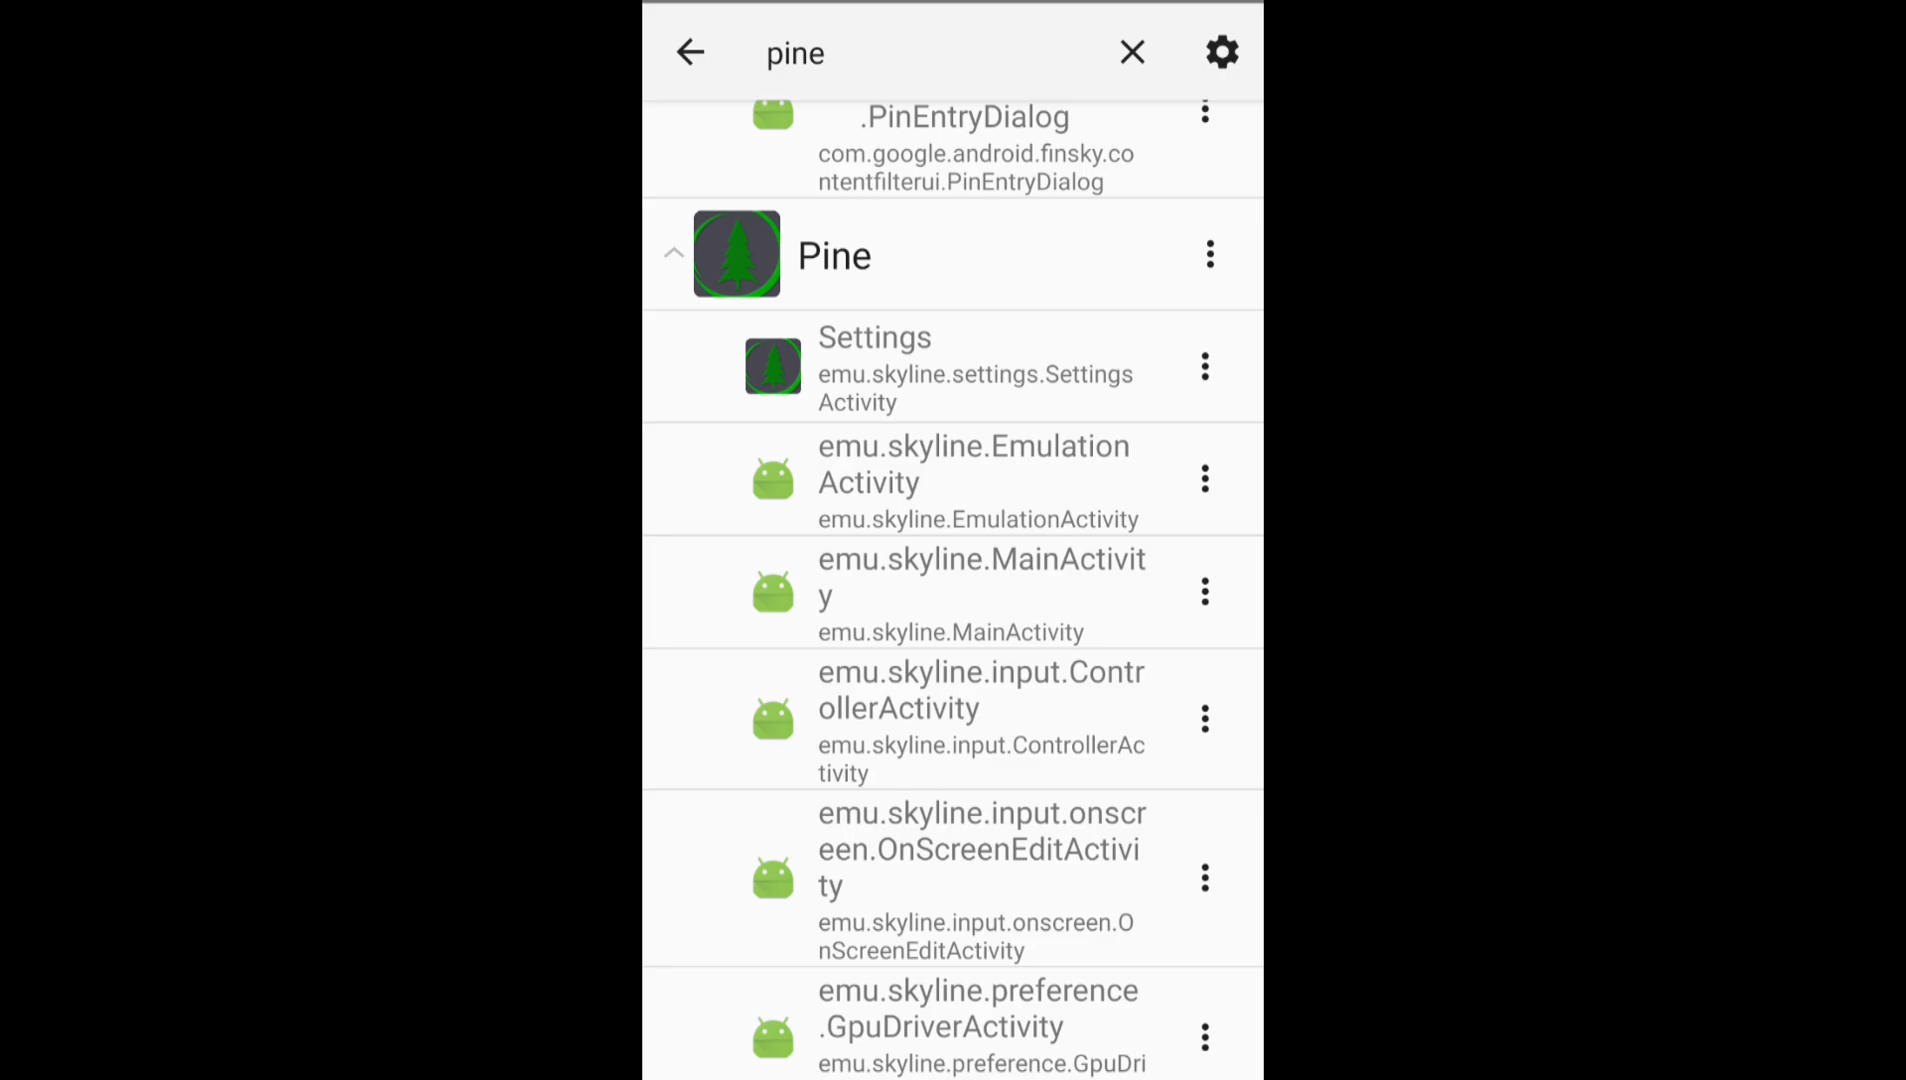 pine
.PinEntryDialog
com.google.android.finsky.co
ntentfilterui.PinEntryDialog
Pine
Settings
emu.skyline.settings.Settings
Activity
emu.skyline.Emulation
Activity
emu.skyline.EmulationActivity
emu.skyline.MainActivit
y
emu.skyline.MainActivity
emu.skyline.input.Contr
ollerActivity
emu.skyline.input.ControllerAc
tivity
emu.skyline.input.onscr
een.OnScreenEditActivi
ty
emu.skyline.input.onscreen.O
nScreenEditActivity
emu.skyline.preference
.GpuDriverActivity
emu.skyline.preference.GpuDri